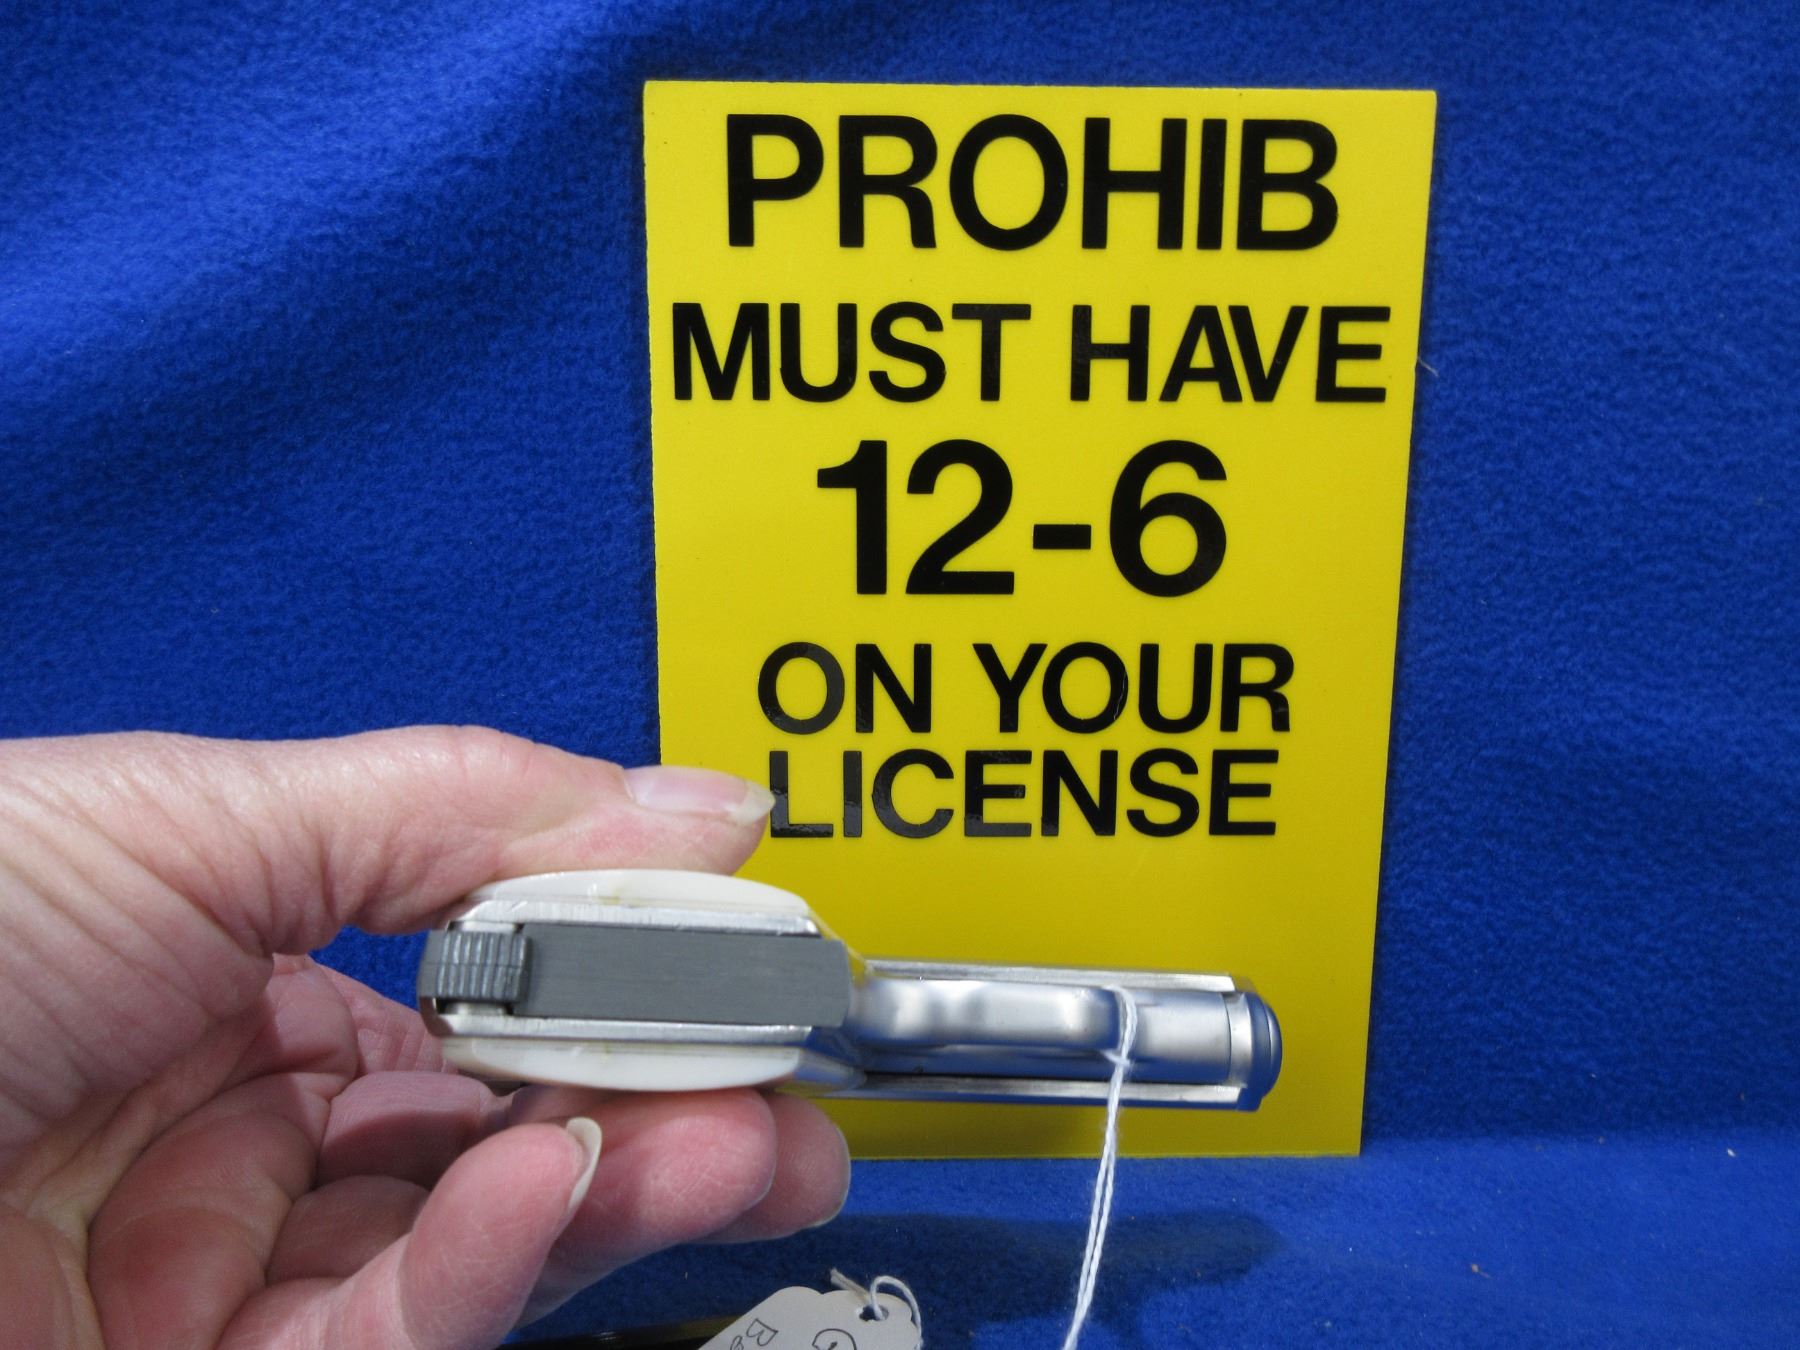 PROHIB
MUST HAVE
12-6
ON YOUR
LICENSE